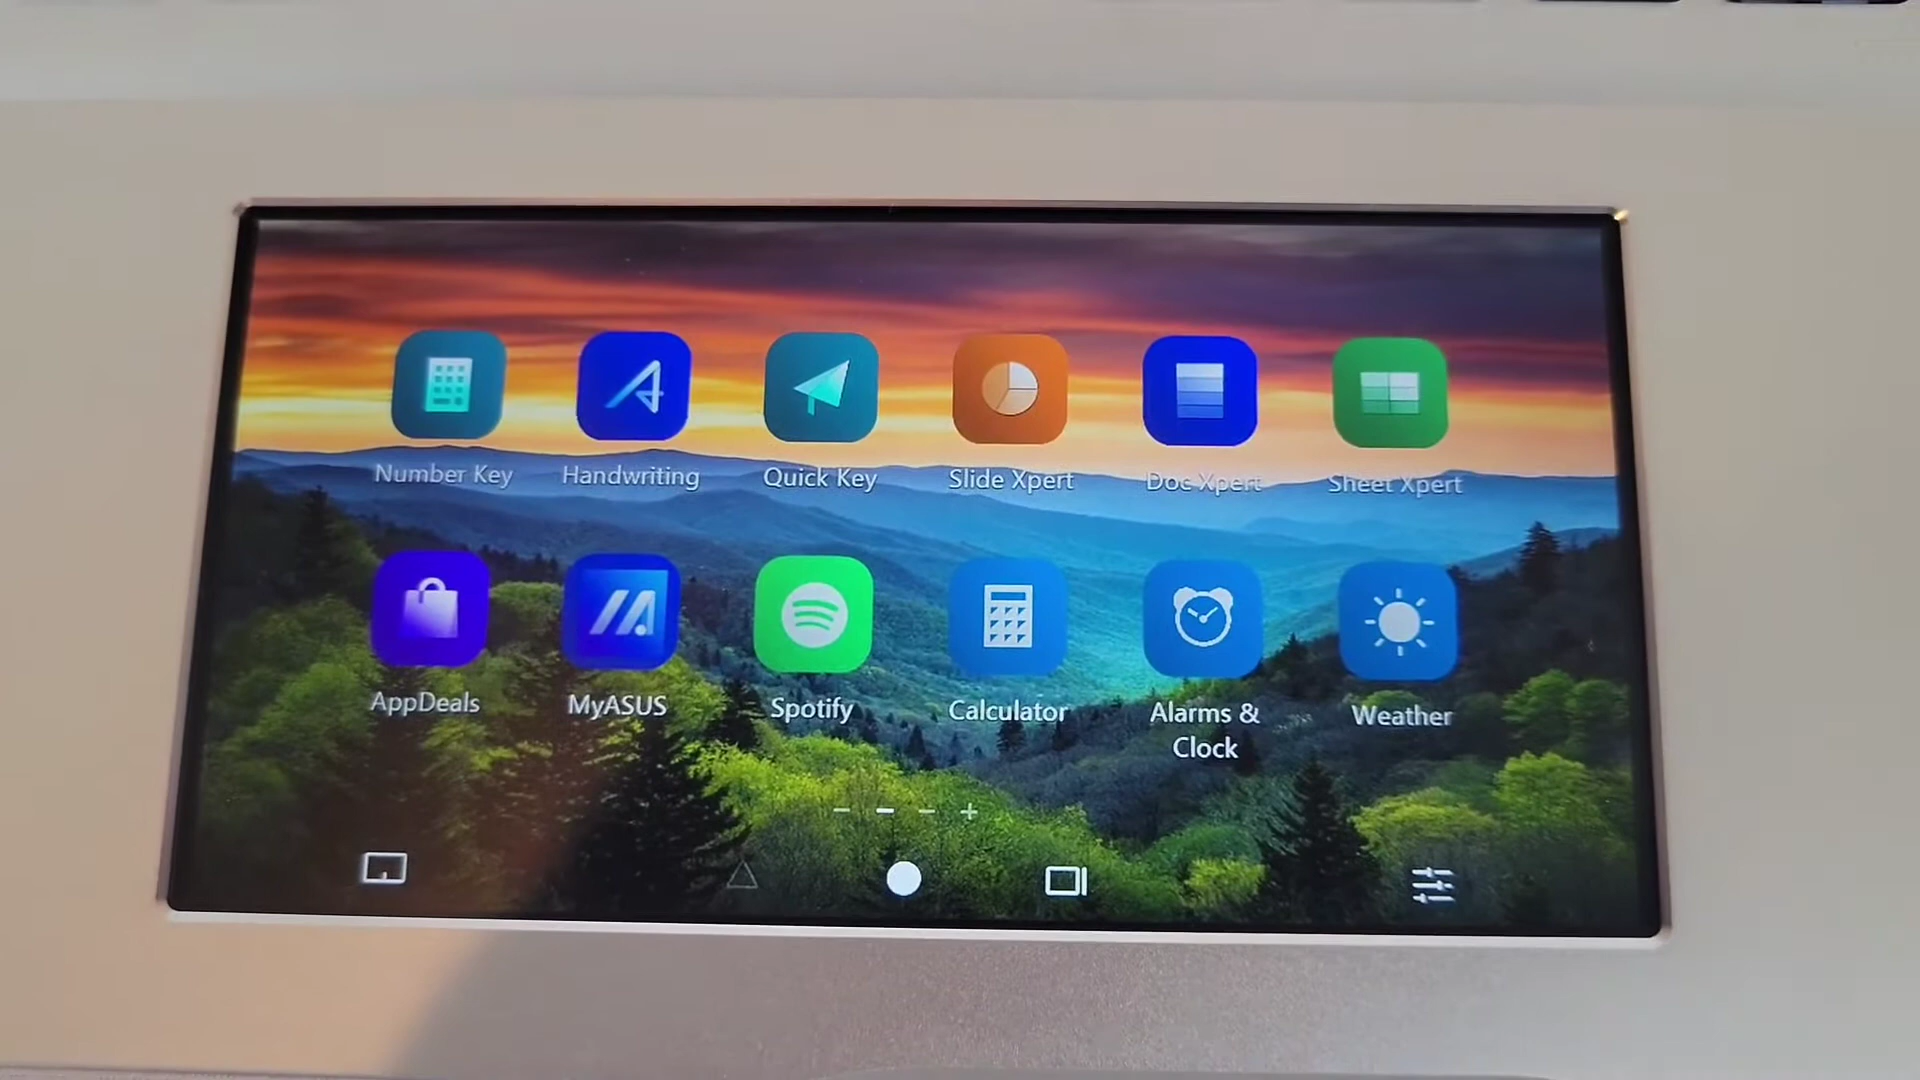 Number Key
Handwriting
Quick Key
Slide Xpert
Doc Xpert
Sheet Xpert
AppDeals
MyASUS
Spotify
Calculator
Alarms &
Clock
Weather